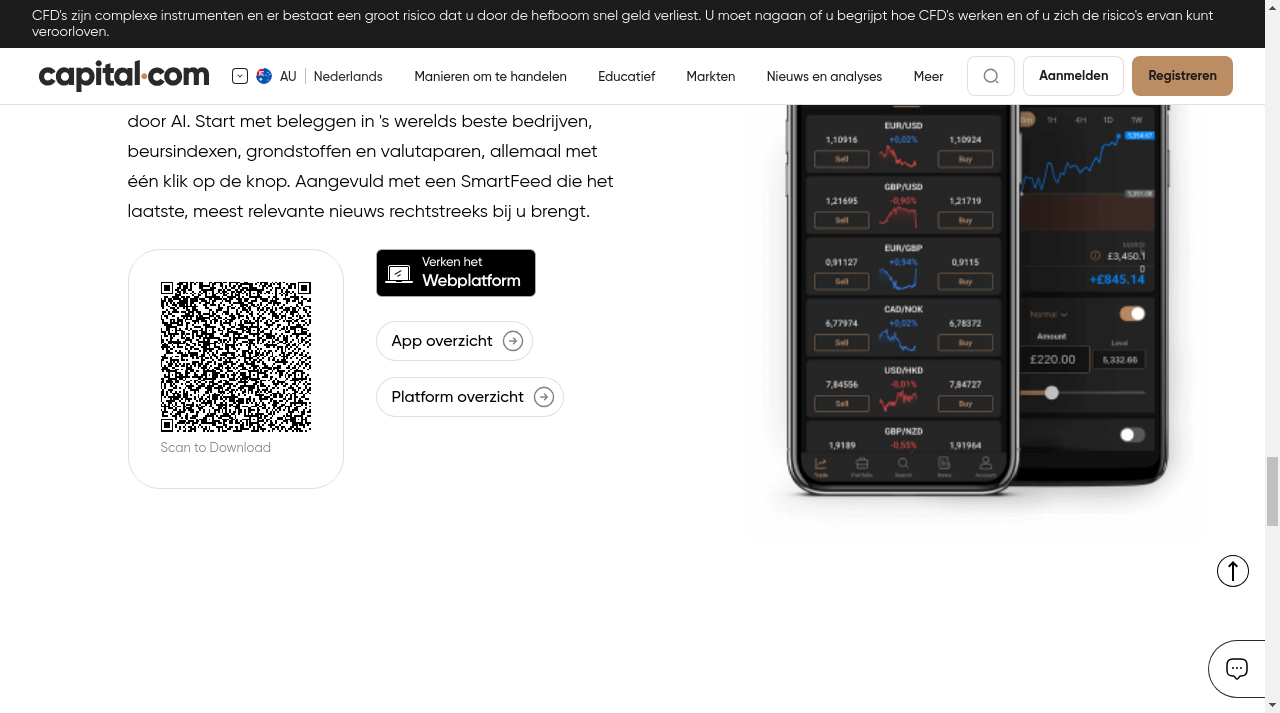 CFD's zijn complexe instrumenten en er bestaat een groot risico dat u door de hefboom snel geld verliest. U moet nagaan of u begrijpt hoe CFD's werken en of u zich de risico's ervan kunt
veroorloven.
capital.com
AU
Nederlands
Manieren om te handelen
Educatief
Markten
Nieuws en analyses
Meer
Aanmelden
Registreren
door AI. Start met beleggen in 's werelds beste bedrijven,
beursindexen, grondstoffen en valutaparen, allemaal met
één klik op de knop. Aangevuld met een SmartFeed die het
laatste, meest relevante nieuws rechtstreeks bij u brengt.
Scan to Download
Verken het
Webplatform
App overzicht
Platform overzicht
EUR/USD
1,10916 +0,02% 1,10924
Sell Buy
GBP/USD
1,21695 -0,90% 1,21719
Sell Buy
EUR/GBP
0,91127 +0,94% 0,9115
Sell Buy
CAD/NOK
6,77974 +0,02% 6,78372
Sell Buy
USD/HKD
7,84556 -0,01% 7,84727
Sell Buy
GBP/NZD
1,9189 -0,55% 1,91964
Trade Portfolio Search News Account
1H 4H 1D 1W
£3,450.1
0
+£845.14
Normal
Amount Level
£220.00 5,332.66